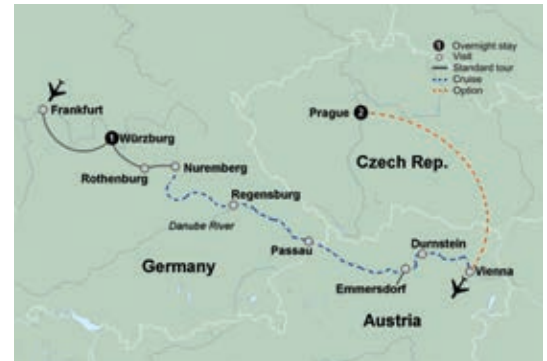 1 Overnight stay
Visit
Standard tour
Cruise
Option
Frankfurt
Prague 2
1 Würzburg
Czech Rep.
Rothenburg
Nuremberg
Regensburg
Danube River
Passau
Durnstein
Germany
Vienna
Emmersdorf
Austria